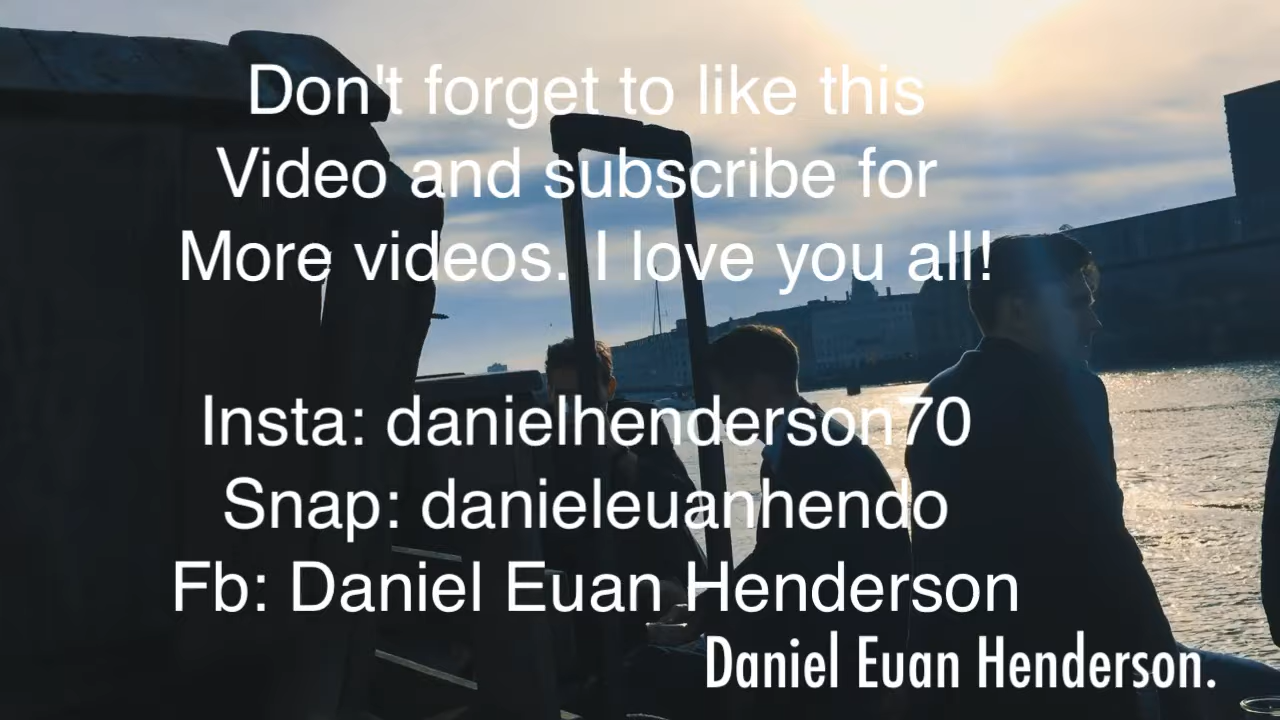 Don't forget to like this
Video and subscribe for
More videos. I love you all!
Insta: danielhenderson70
Snap: danieleuanhendo
Fb: Daniel Euan Henderson
Daniel Euan Henderson.